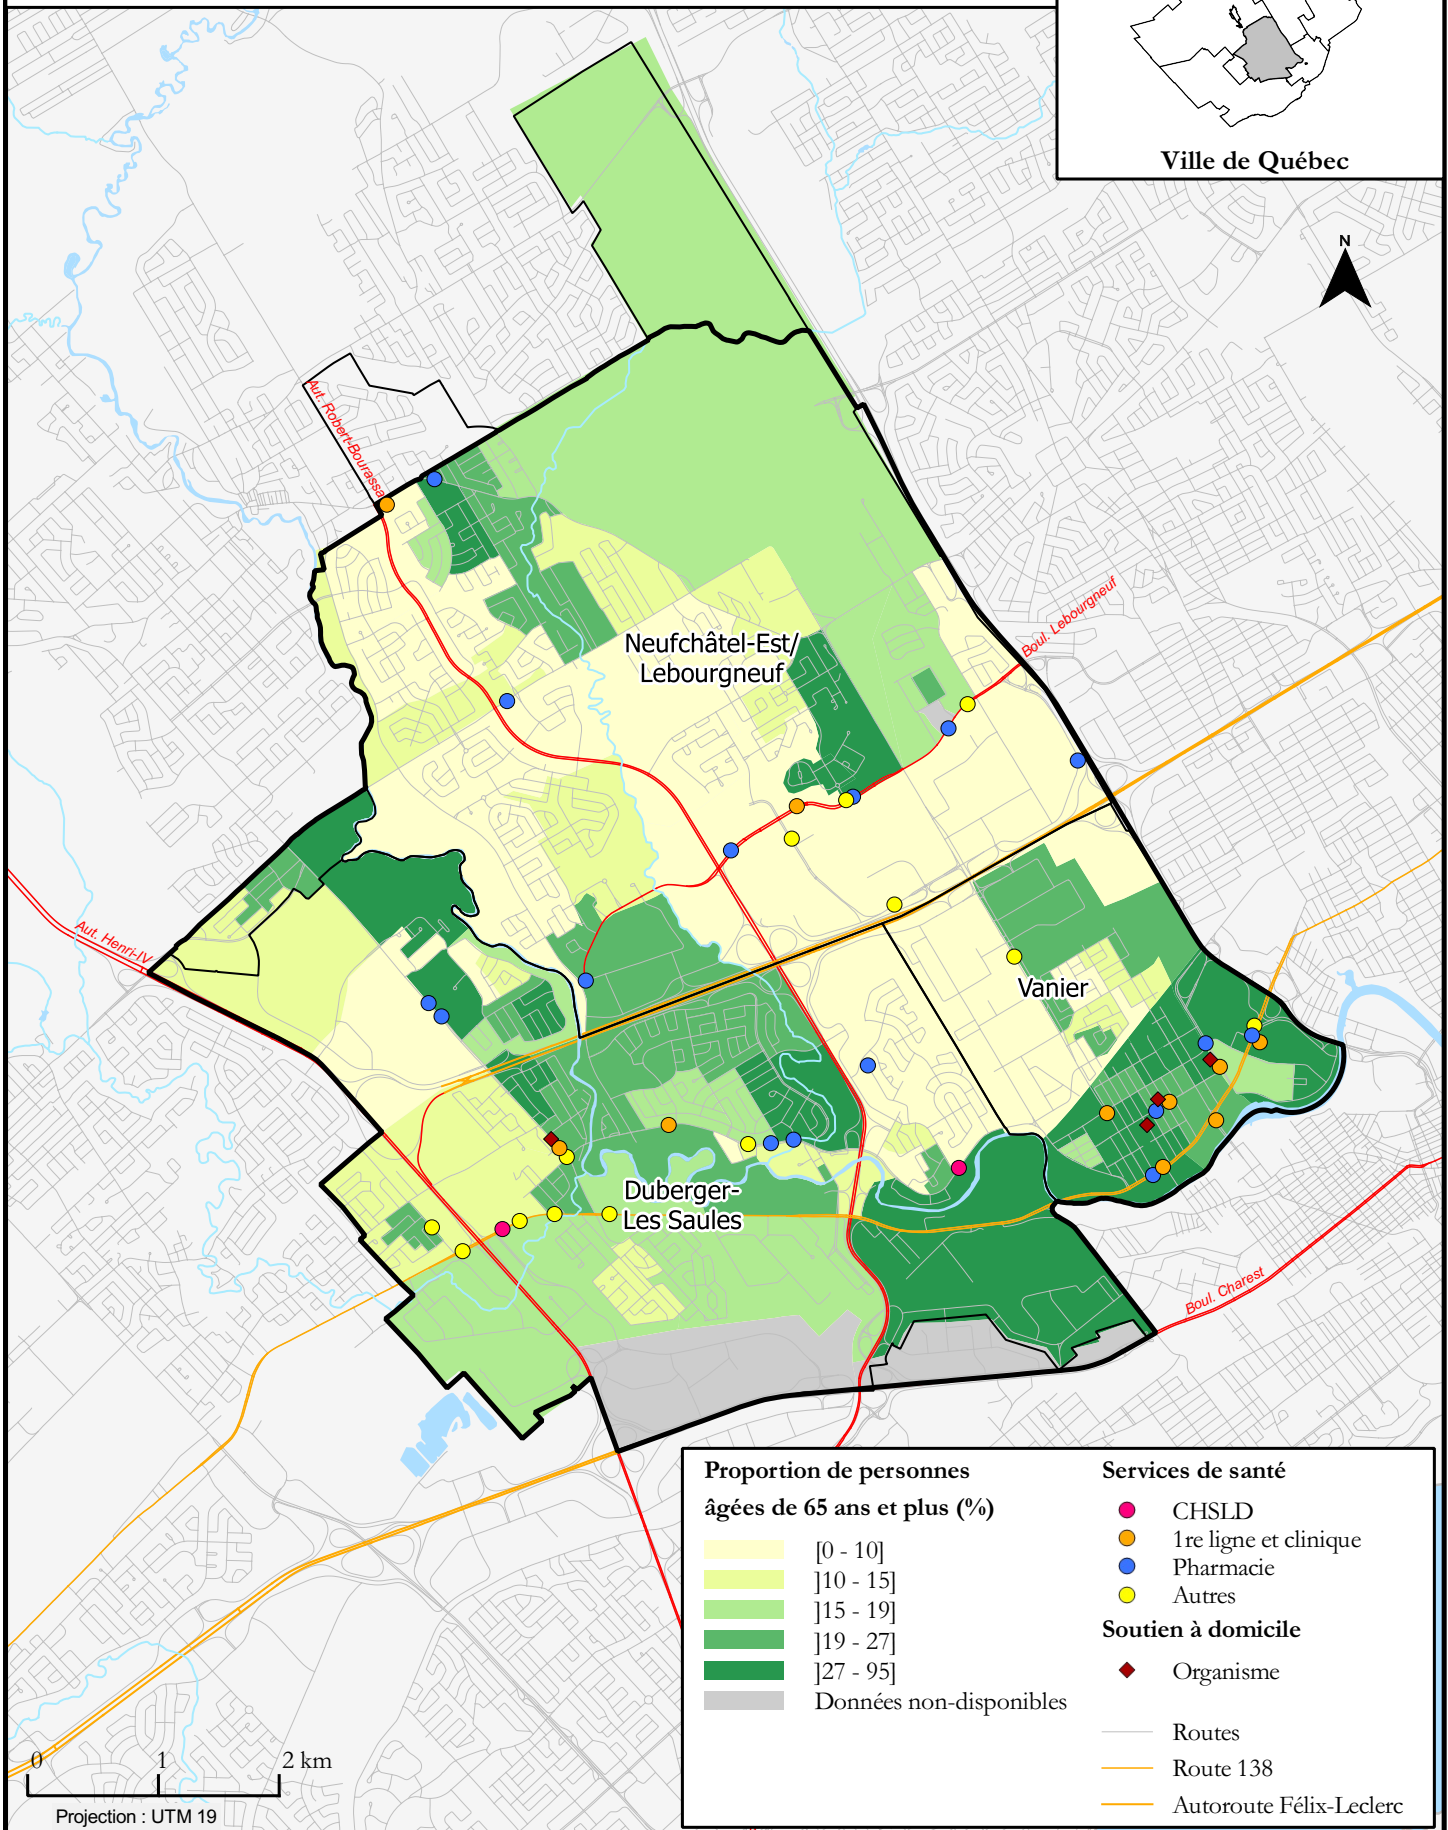 Ville de Québec
N
Aut. Robert-Bourassa
Boul. Lebourgneuf
Neufchâtel-Est/
Lebourgneuf
Aut. Henri-IV
Vanier
Duberger-
Les Saules
Boul. Charest
Proportion de personnes
âgées de 65 ans et plus (%)
[0 - 10]
]10 - 15]
]15 - 19]
]19 - 27]
]27 - 95]
Données non-disponibles
Services de santé
CHSLD
1re ligne et clinique
Pharmacie
Autres
Soutien à domicile
Organisme
Routes
Route 138
Autoroute Félix-Leclerc
0 1 2 km
Projection : UTM 19